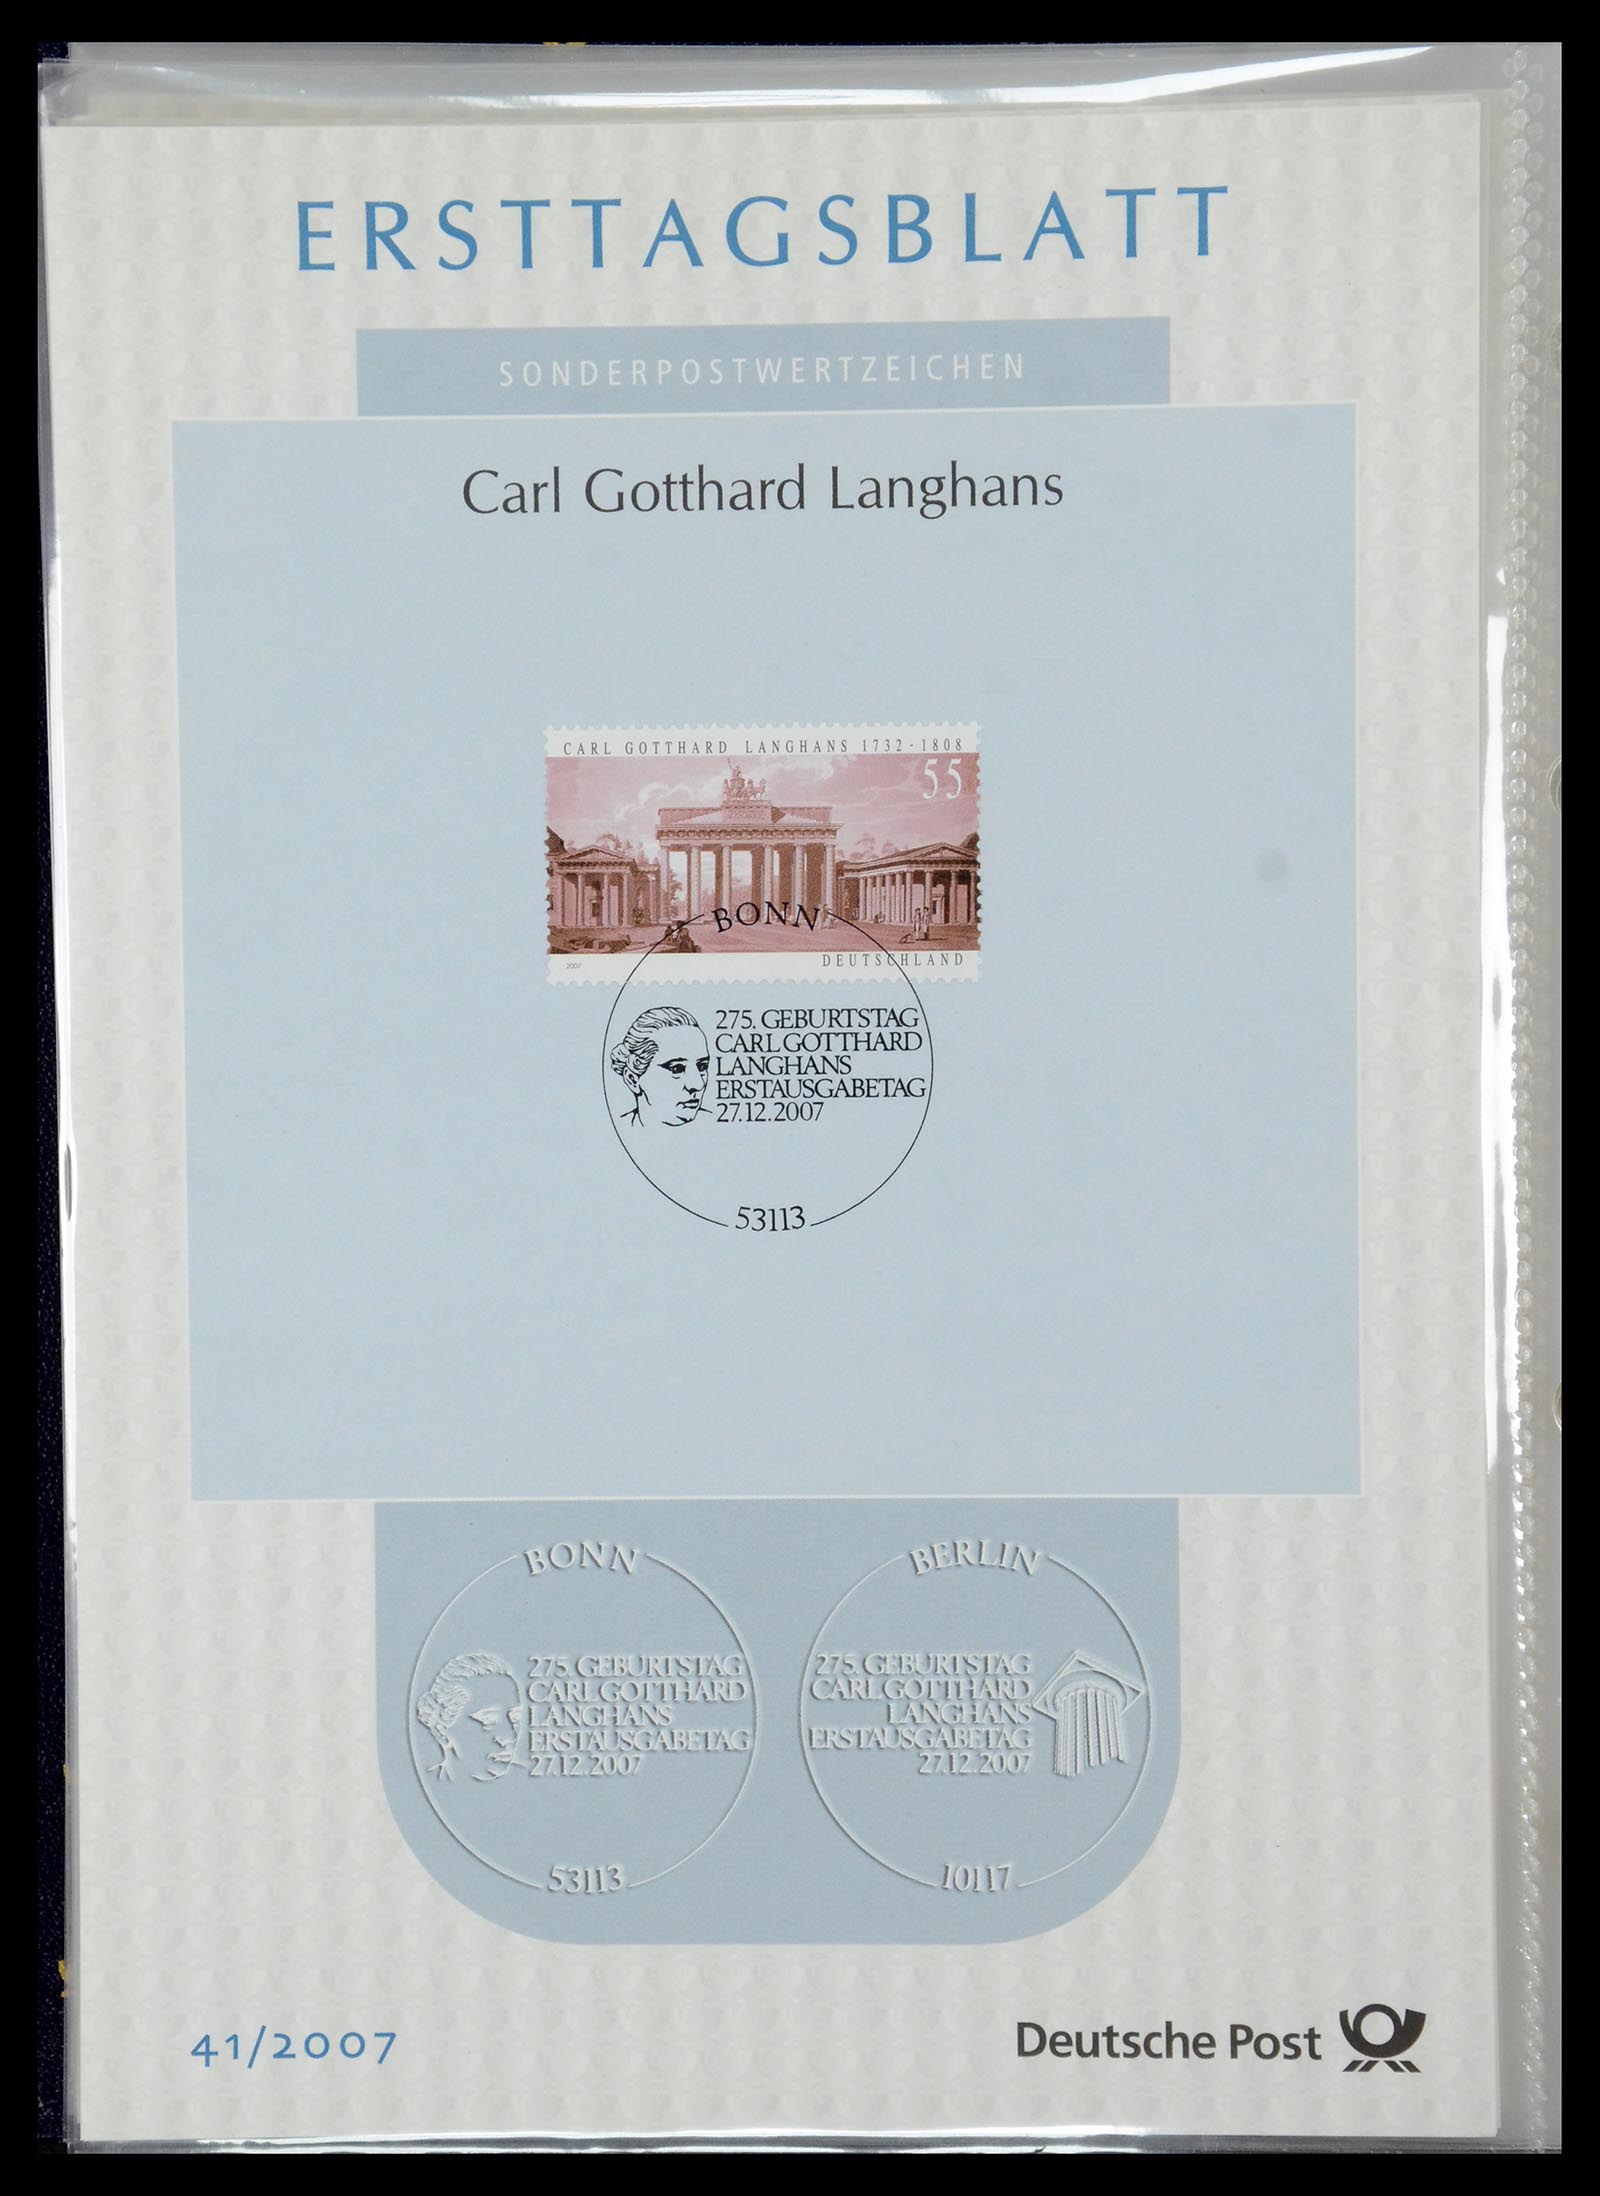 ERSTTAGSBLATT
SONDERPOSTWERTZEICHEN
Carl Gotthard Langhans
CARL GOTTHARD LANGHANS 1732-1808
55
2007
DEUTSCHLAND
BONN
275. GEBURTSTAG
CARL GOTTHARD
LANGHANS
ERSTAUSGABETAG
27.12.2007
53113
BONN
275. GEBURTSTAG
CARL GOTTHARD
LANGHANS
ERSTAUSGABETAG
27.12.2007
53113
BERLIN
275. GEBURTSTAG
CARL GOTTHARD
LANGHANS
ERSTAUSGABETAG
27.12.2007
10117
41/2007
Deutsche Post